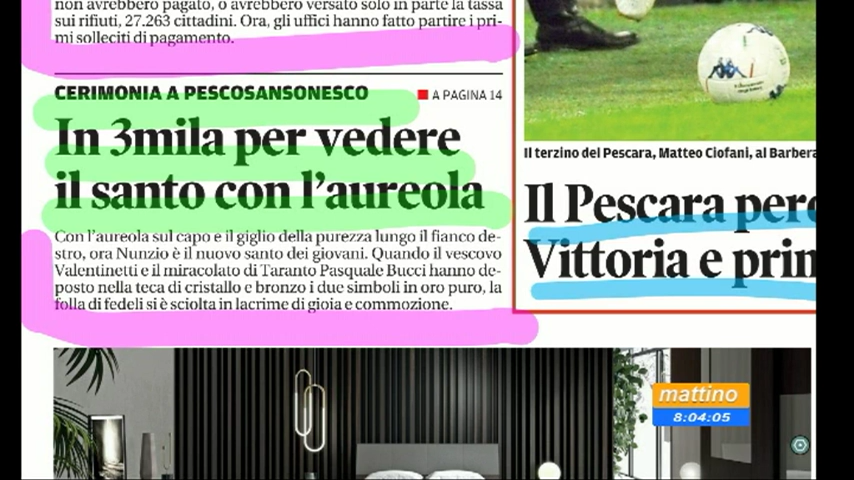 non avrebbero pagato, o avrebbero versato solo in parte la tassa
sui rifiuti, 27.263 cittadini. Ora, gli uffici hanno fatto partire i pri-
mi solleciti di pagamento.
CERIMONIA A PESCOSANSONESCO
A PAGINA 14
In 3mila per vedere
il santo con l'aureola
Con l'aureola sul capo e il giglio della purezza lungo il fianco de-
stro, ora Nunzio è il nuovo santo dei giovani. Quando il vescovo
Valentinetti e il miracolato di Taranto Pasquale Bucci hanno de-
posto nella teca di cristallo e bronzo i due simboli in oro puro, la
folla di fedeli si è sciolta in lacrime di gioia e commozione.
Il terzino del Pescara, Matteo Ciofani, al Barbera
Il Pescara
Vittoria e
mattino
8:04:05